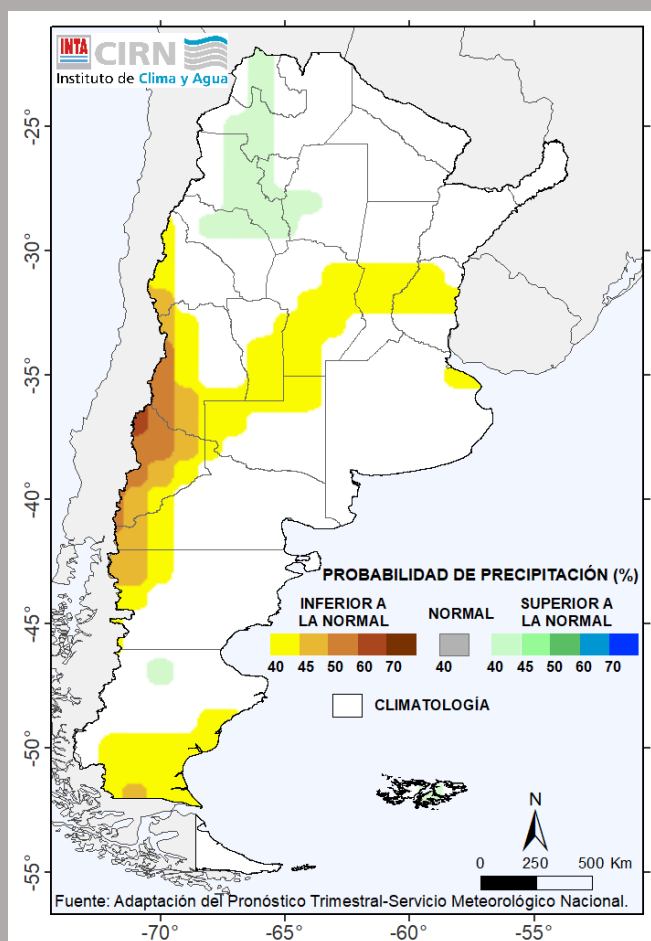 INTA CIRN
Instituto de Clima y Agua
-25°
-30°
-35°
-40°
-45°
-50°
-55°
PROBABILIDAD DE PRECIPITACIÓN (%)
INFERIOR A LA NORMAL
NORMAL
SUPERIOR A LA NORMAL
40 45 50 60 70
40
40 45 50 60 70
CLIMATOLOGÍA
N
0 250 500 Km
Fuente: Adaptación del Pronóstico Trimestral-Servicio Meteorológico Nacional.
-70° -65° -60° -55°